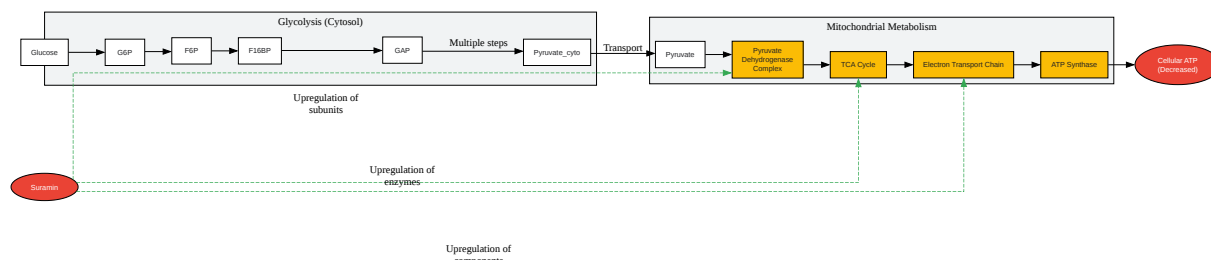 Glycolysis (Cytosol)
Mitochondrial Metabolism
Glucose
G6P
F6P
F16BP
GAP
Multiple steps
Pyruvate_cyto
Transport
Pyruvate
Pyruvate
Dehydrogenase
Complex
TCA Cycle
Electron Transport Chain
ATP Synthase
Cellular ATP
(Decreased)
Upregulation of
subunits
Upregulation of
enzymes
Suramin
Upregulation of
components